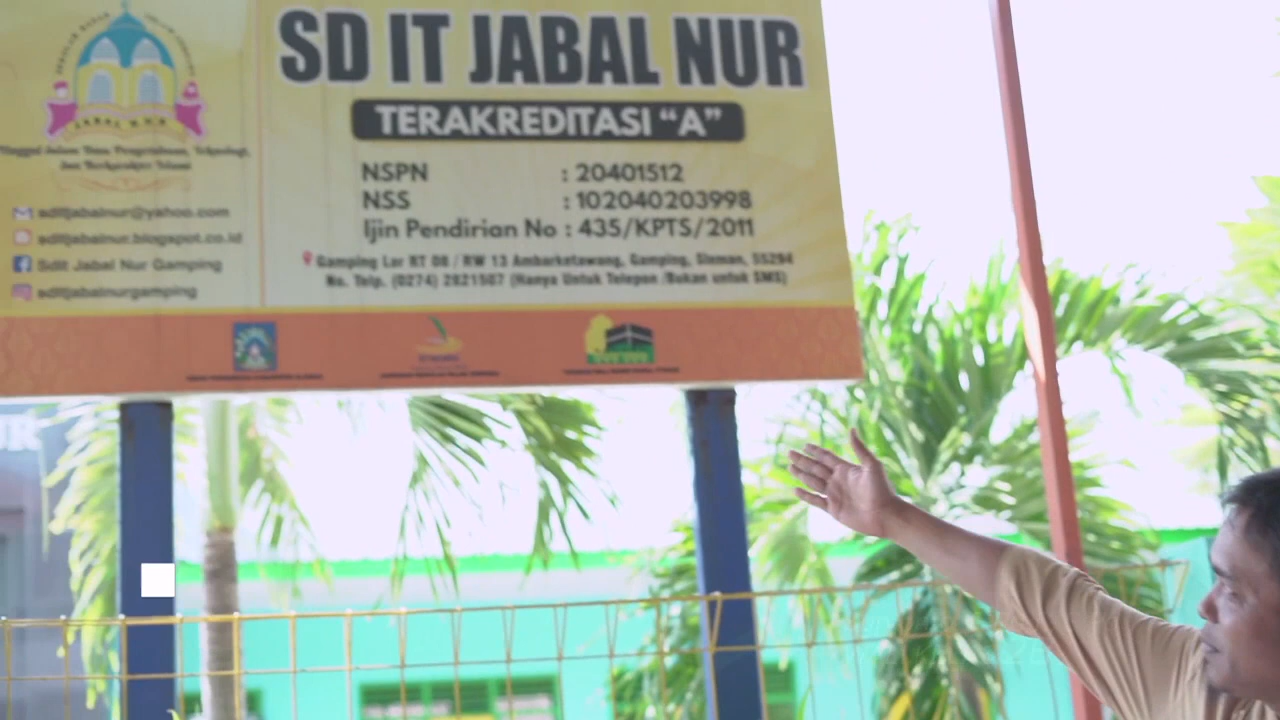 SD IT JABAL NUR
TERAKREDITASI “A”
NSPN : 20401512
NSS : 102040203998
Ijin Pendirian No : 435/KPTS/2011
Gamping Lor RT 08 / RW 13 Ambarketawang, Gamping, Sleman, 55294
No. Telp. (0274) 2821507 (Hanya Untuk Telepon /Bukan untuk SMS)
JABAL NUR
sditjabalnur@yahoo.com
sditjabalnur.blogspot.co.id
Sdit Jabal Nur Gamping
sditjabalnurgamping